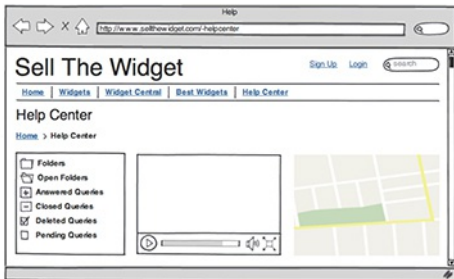 Help
http://www.sellthewidget.com/-helpcenter
Sell The Widget
Sign Up Login search
Home Widgets Widget Central Best Widgets Help Center
Help Center
Home > Help Center
Folders
Open Folders
Answered Queries
Closed Queries
Deleted Queries
Pending Queries